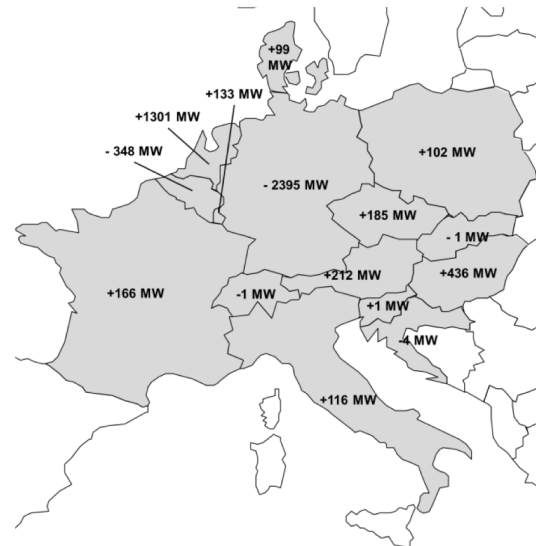 +99
MW
+133 MW
+1301 MW
- 348 MW
+102 MW
- 2395 MW
+185 MW
- 1 MW
+212 MW
+436 MW
+166 MW
-1 MW
+1 MW
-4 MW
+116 MW